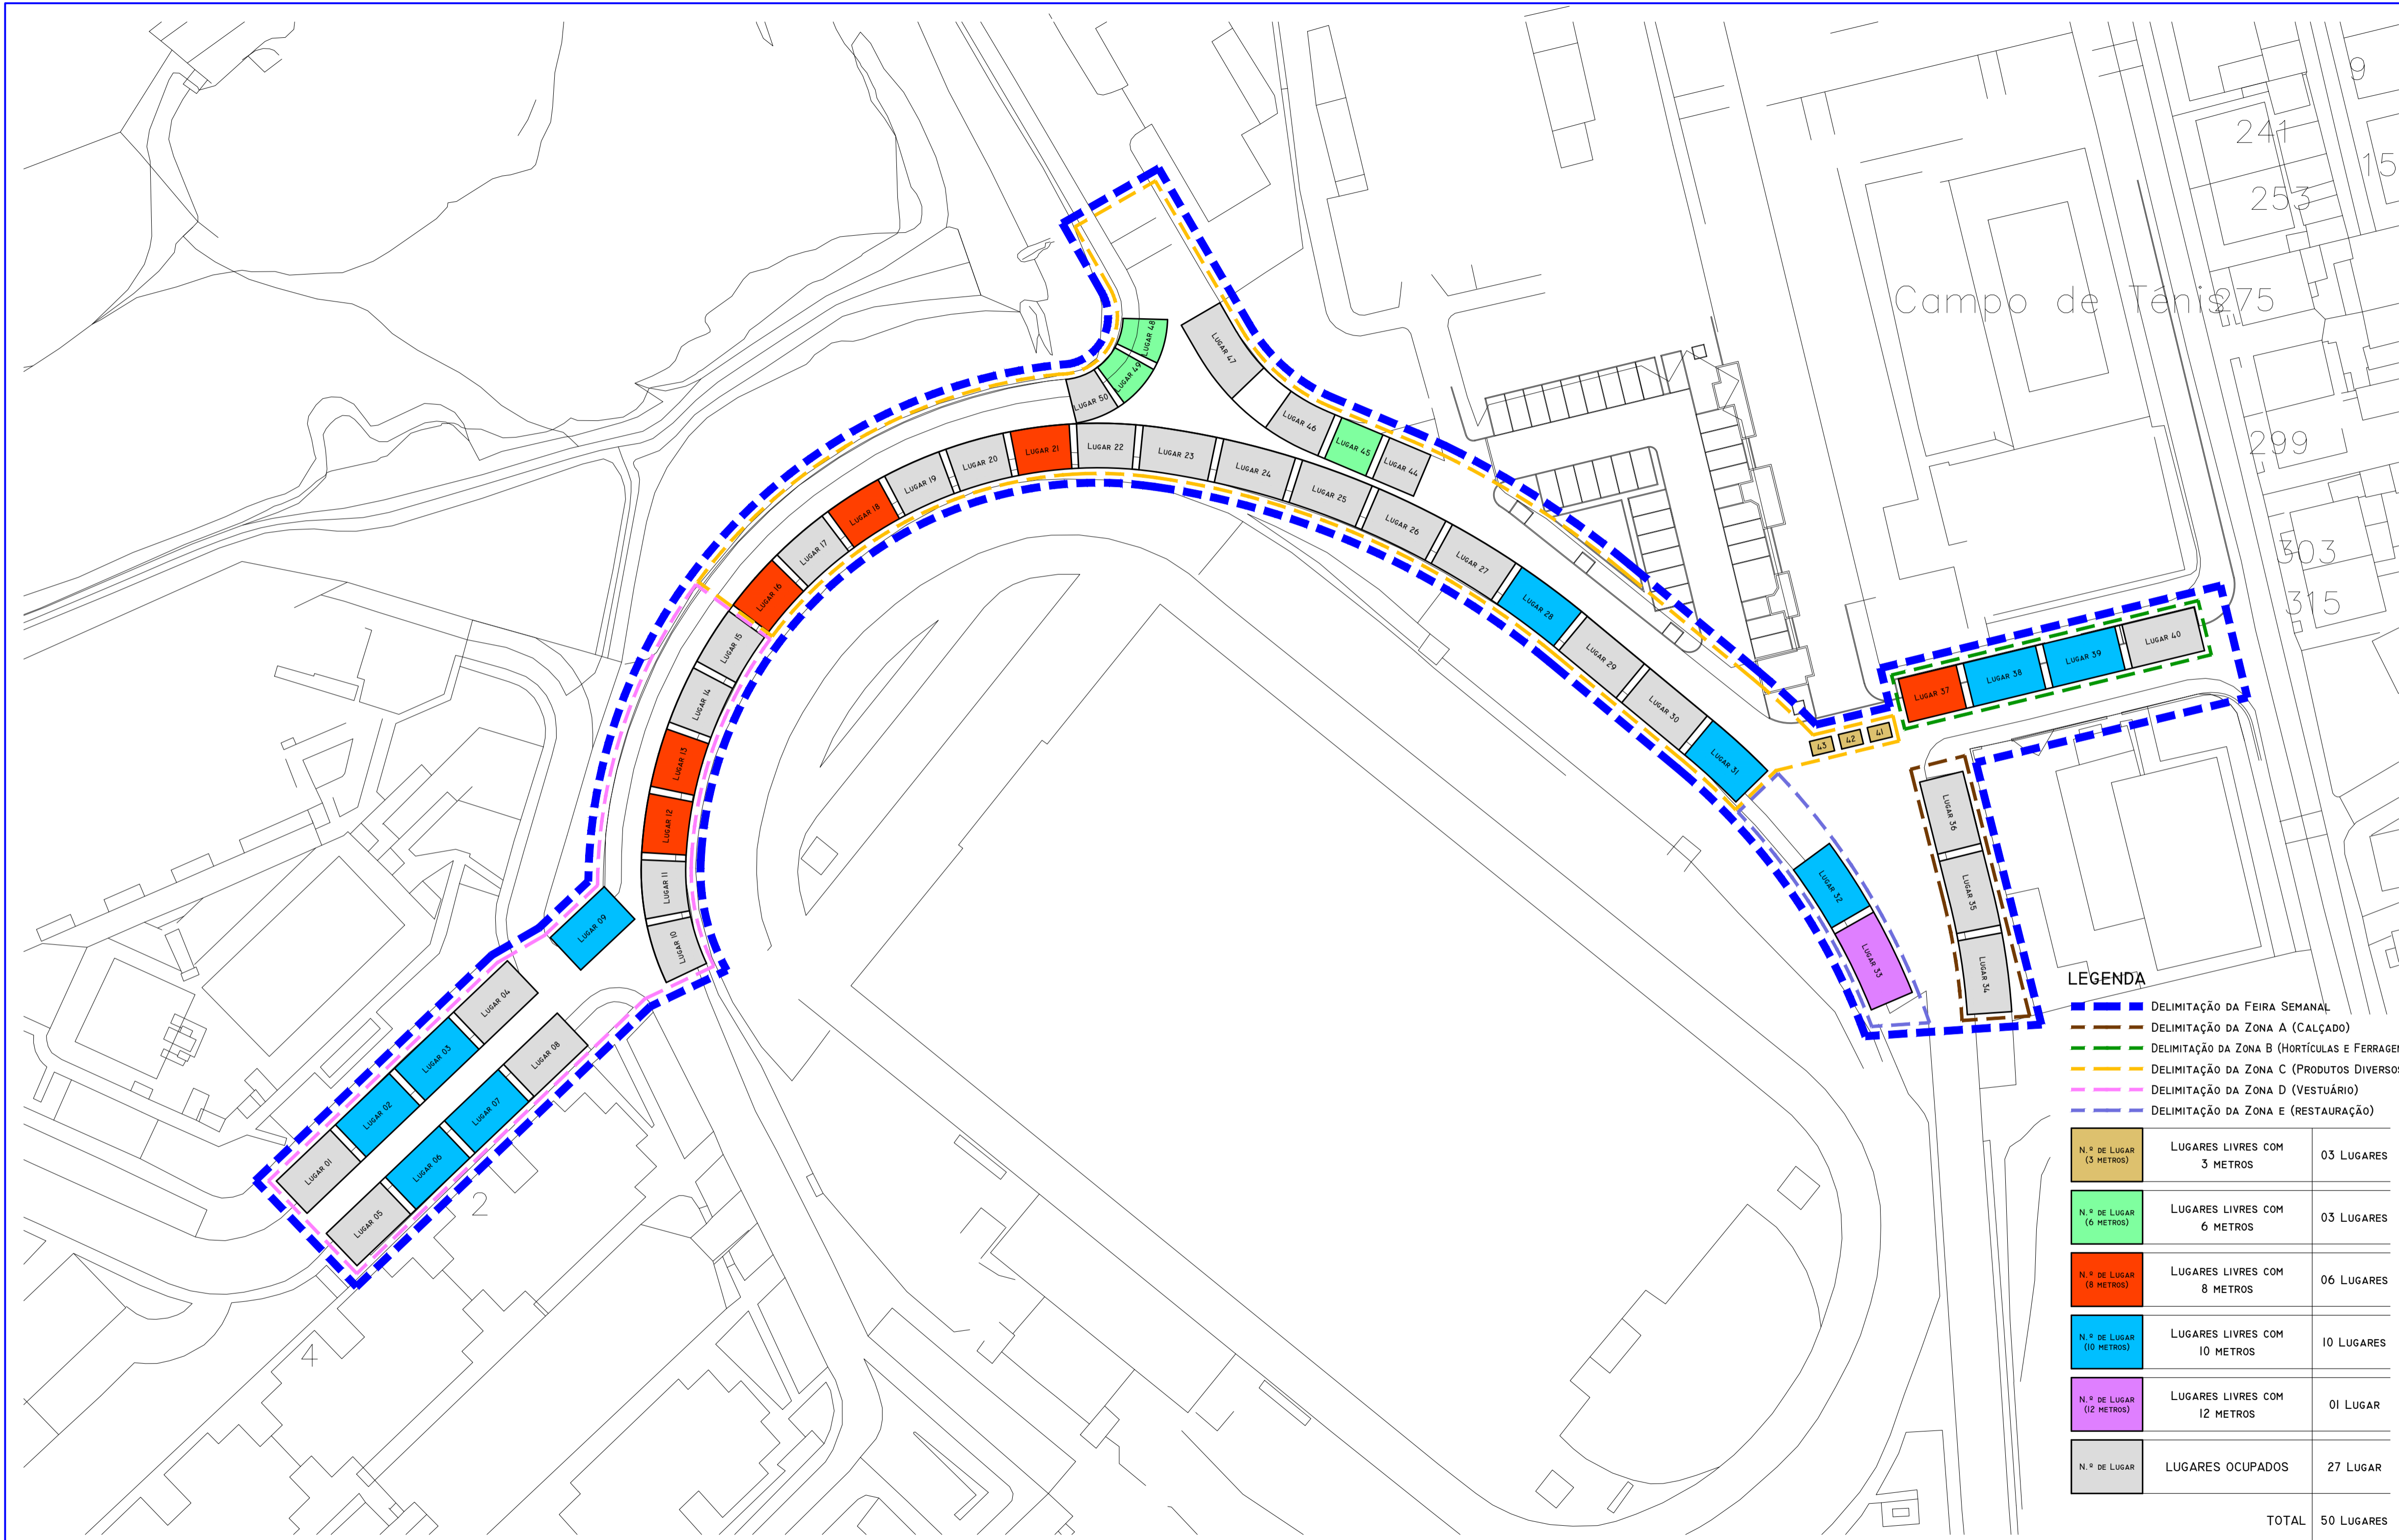 9
241
15
253
Campo de Ténis
275
299
303
315
2
4
LUGAR 01
LUGAR 02
LUGAR 03
LUGAR 04
LUGAR 05
LUGAR 06
LUGAR 07
LUGAR 08
LUGAR 09
LUGAR 10
LUGAR 11
LUGAR 12
LUGAR 13
LUGAR 14
LUGAR 15
LUGAR 16
LUGAR 17
LUGAR 18
LUGAR 19
LUGAR 20
LUGAR 21
LUGAR 22
LUGAR 23
LUGAR 24
LUGAR 25
LUGAR 26
LUGAR 27
LUGAR 28
LUGAR 29
LUGAR 30
LUGAR 31
LUGAR 32
LUGAR 33
LUGAR 34
LUGAR 35
LUGAR 36
LUGAR 37
LUGAR 38
LUGAR 39
LUGAR 40
41
42
43
LUGAR 44
LUGAR 45
LUGAR 46
LUGAR 47
LUGAR 48
LUGAR 49
LUGAR 50
LEGENDA
DELIMITAÇÃO DA FEIRA SEMANAL
DELIMITAÇÃO DA ZONA A (CALÇADO)
DELIMITAÇÃO DA ZONA B (HORTÍCULAS E FERRAGEN
DELIMITAÇÃO DA ZONA C (PRODUTOS DIVERSOS
DELIMITAÇÃO DA ZONA D (VESTUÁRIO)
DELIMITAÇÃO DA ZONA E (RESTAURAÇÃO)
N.º DE LUGAR
(3 METROS)
LUGARES LIVRES COM
3 METROS
03 LUGARES
N.º DE LUGAR
(6 METROS)
LUGARES LIVRES COM
6 METROS
03 LUGARES
N.º DE LUGAR
(8 METROS)
LUGARES LIVRES COM
8 METROS
06 LUGARES
N.º DE LUGAR
(10 METROS)
LUGARES LIVRES COM
10 METROS
10 LUGARES
N.º DE LUGAR
(12 METROS)
LUGARES LIVRES COM
12 METROS
01 LUGAR
N.º DE LUGAR
LUGARES OCUPADOS
27 LUGAR
TOTAL
50 LUGARES